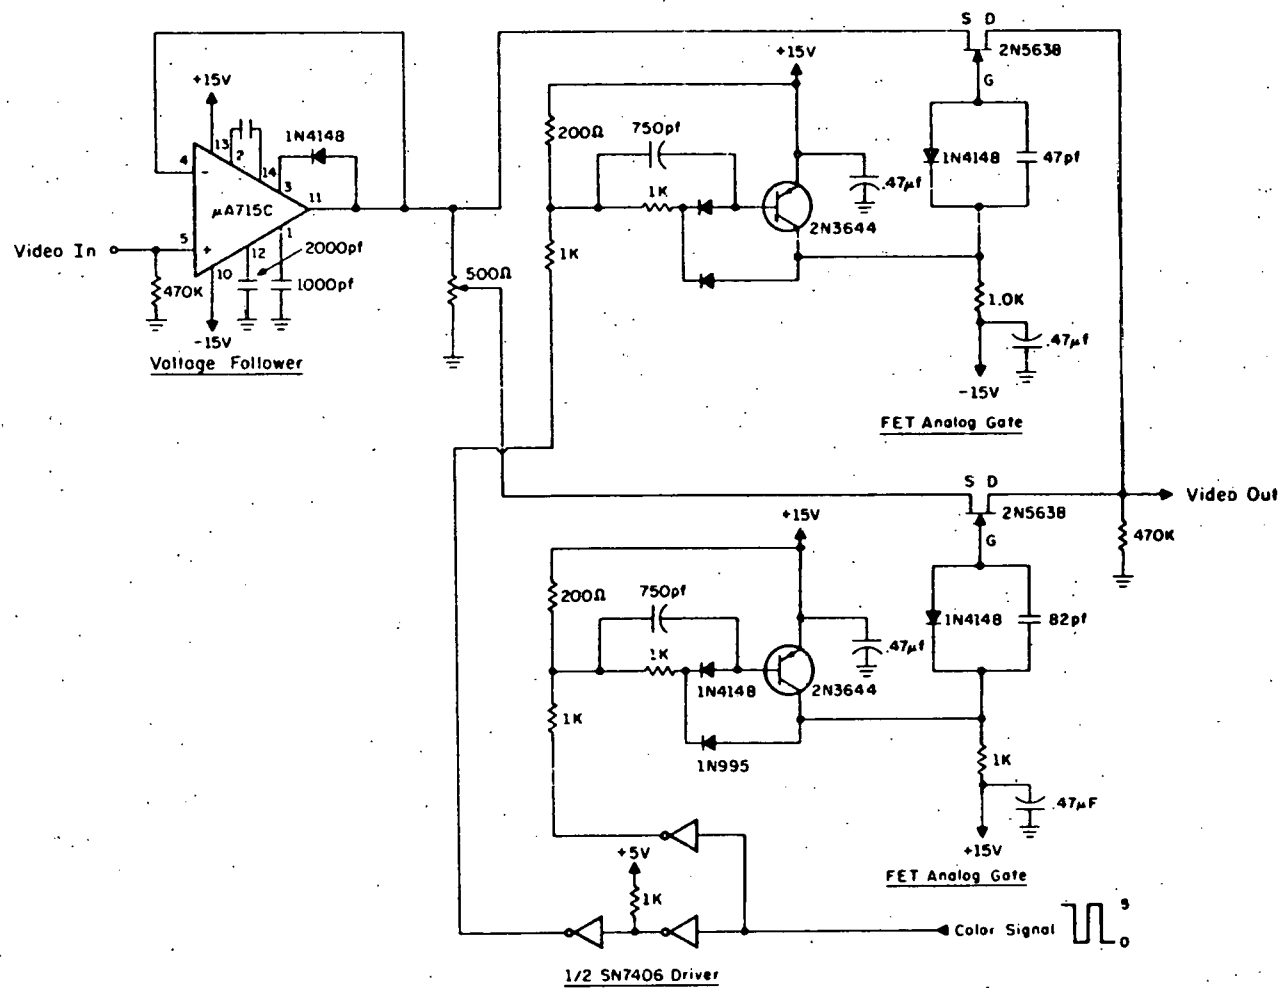 S D
2N5638
G
+15V
+15V
200Ω
750pf
1N4148
13
2
14
3
4
-
μA715C
11
1K
.47μf
2N3644
1N4148
47pf
Video In
5
+
12
1
10
2000pf
1000pf
470K
-15V
Voltage Follower
500Ω
1K
1.0K
.47μf
-15V
FET Analog Gate
S D
2N5638
G
Video Out
470K
+15V
200Ω
750pf
1K
1N4148
.47μf
2N3644
1N4148
82pf
1K
1N995
1K
.47μF
+15V
FET Analog Gate
+5V
1K
Color Signal
5
0
1/2 SN7406 Driver